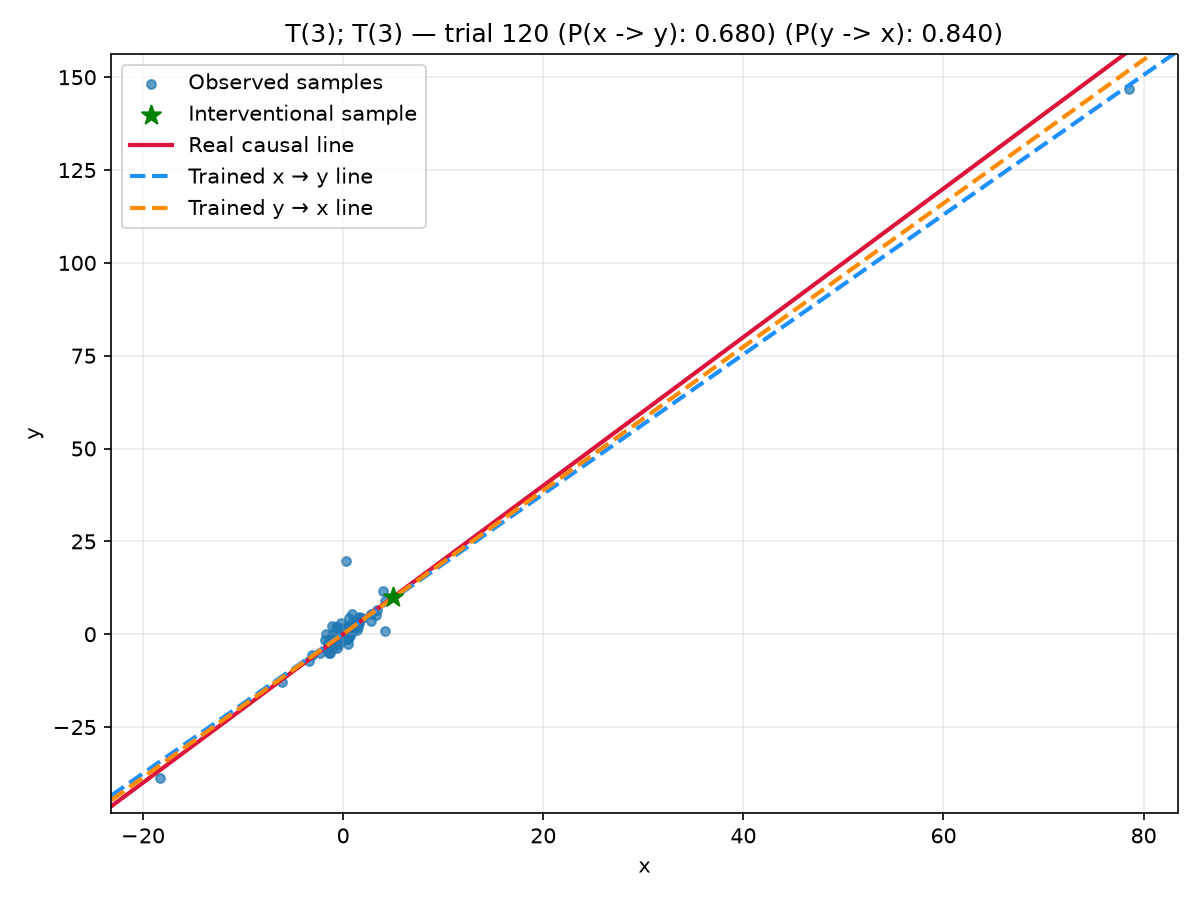 T(3); T(3) — trial 120 (P(x -> y): 0.680) (P(y -> x): 0.840)
Observed samples
Interventional sample
Real causal line
Trained x → y line
Trained y → x line
150
125
100
75
50
25
0
−25
y
−20 0 20 40 60 80
x